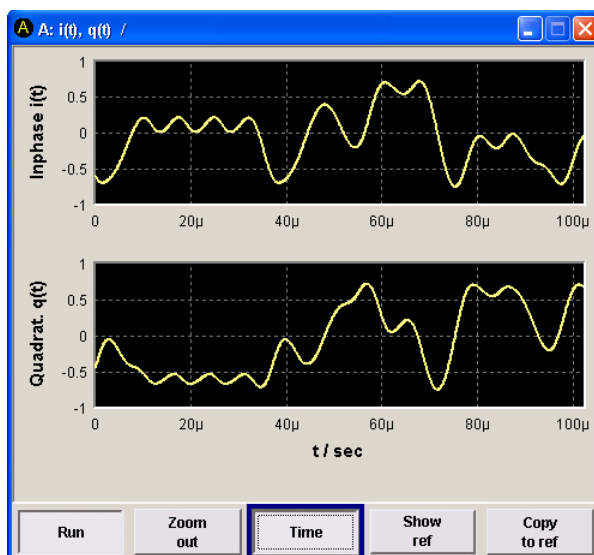 A A: i(t), q(t) /
Inphase i(t)
1
0.5
0
-0.5
-1
0 20µ 40µ 60µ 80µ 100µ
Quadrat. q(t)
1
0.5
0
-0.5
-1
0 20µ 40µ 60µ 80µ 100µ
t / sec
Run
Zoom
out
Time
Show
ref
Copy
to ref